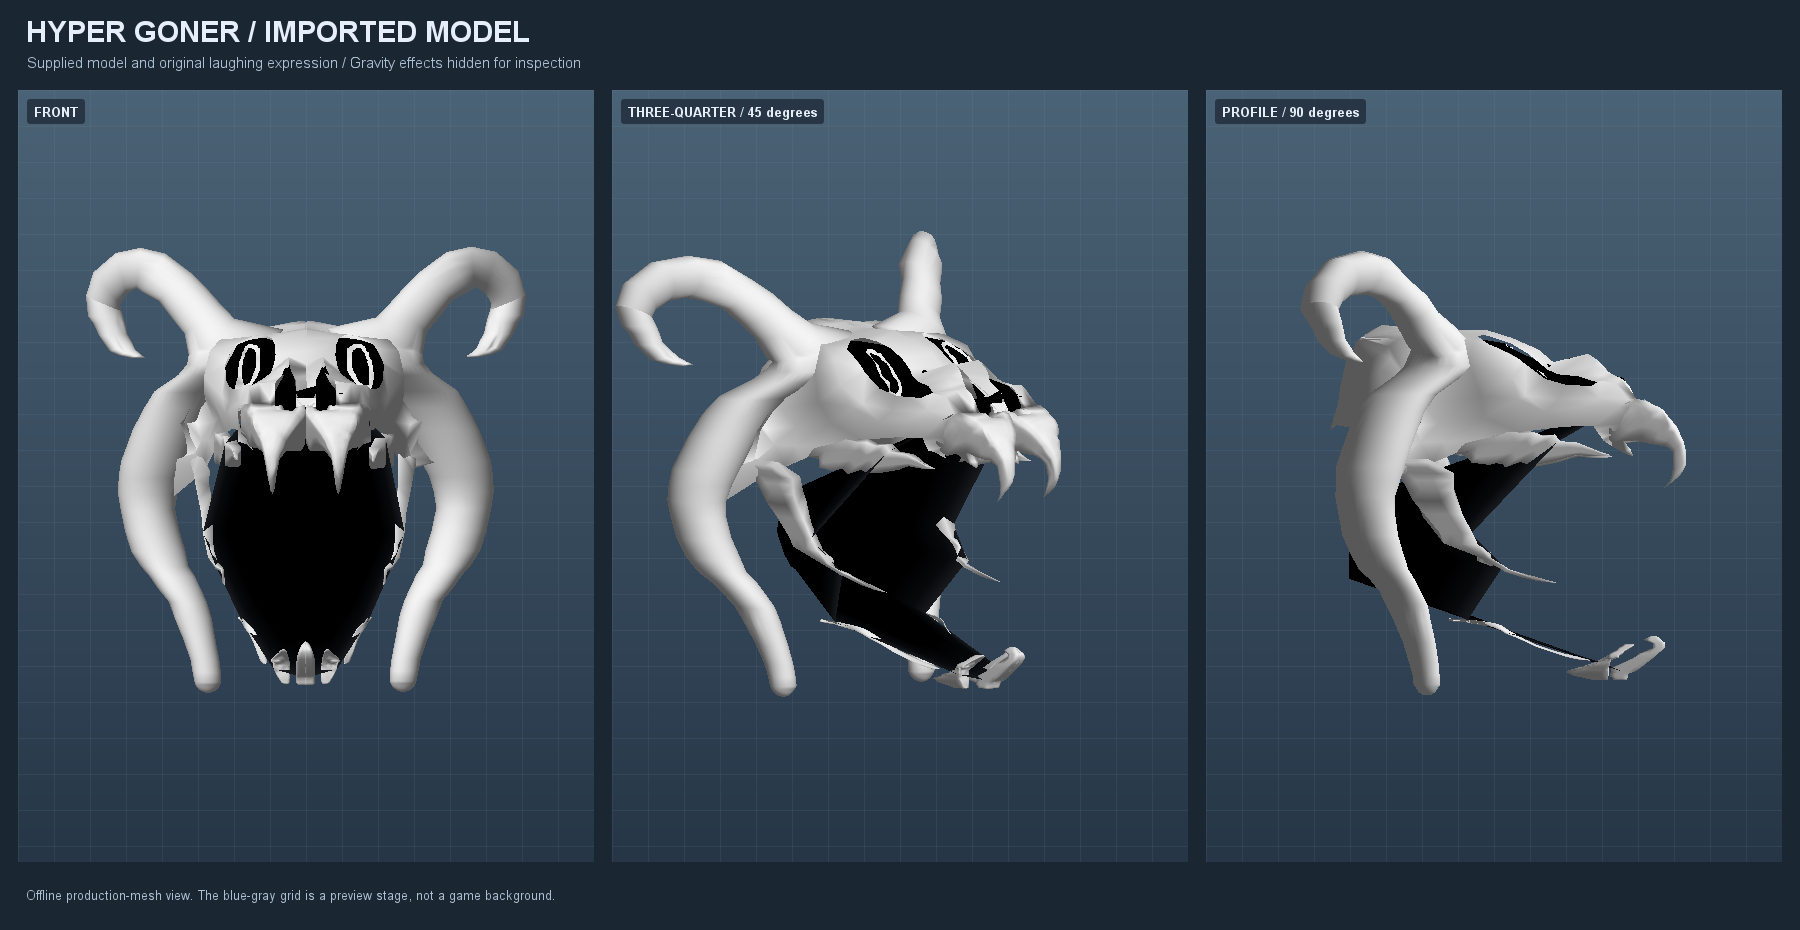 HYPER GONER / IMPORTED MODEL
Supplied model and original laughing expression / Gravity effects hidden for inspection
FRONT
THREE-QUARTER / 45 degrees
PROFILE / 90 degrees
Offline production-mesh view. The blue-gray grid is a preview stage, not a game background.